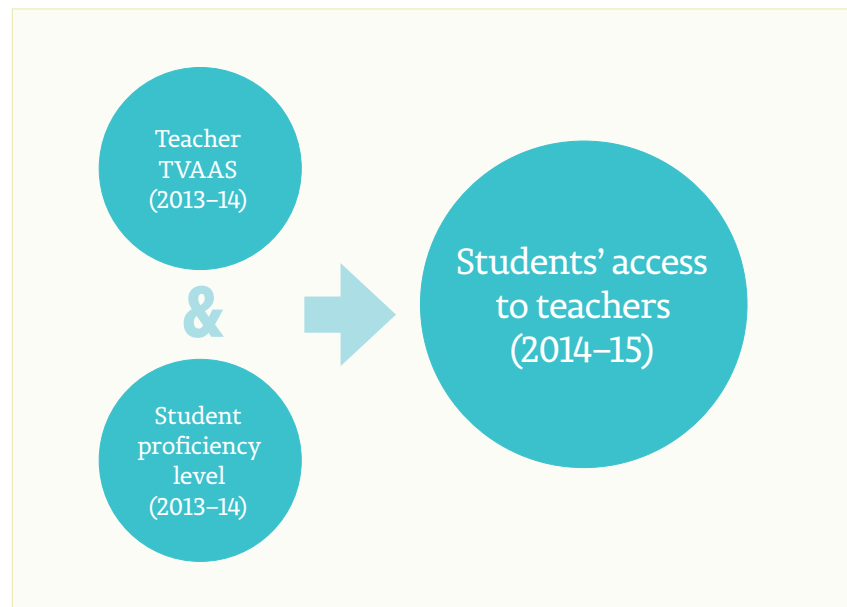 Teacher
TVAAS
(2013–14)
&
Student
proficiency
level
(2013–14)
Students’ access
to teachers
(2014–15)